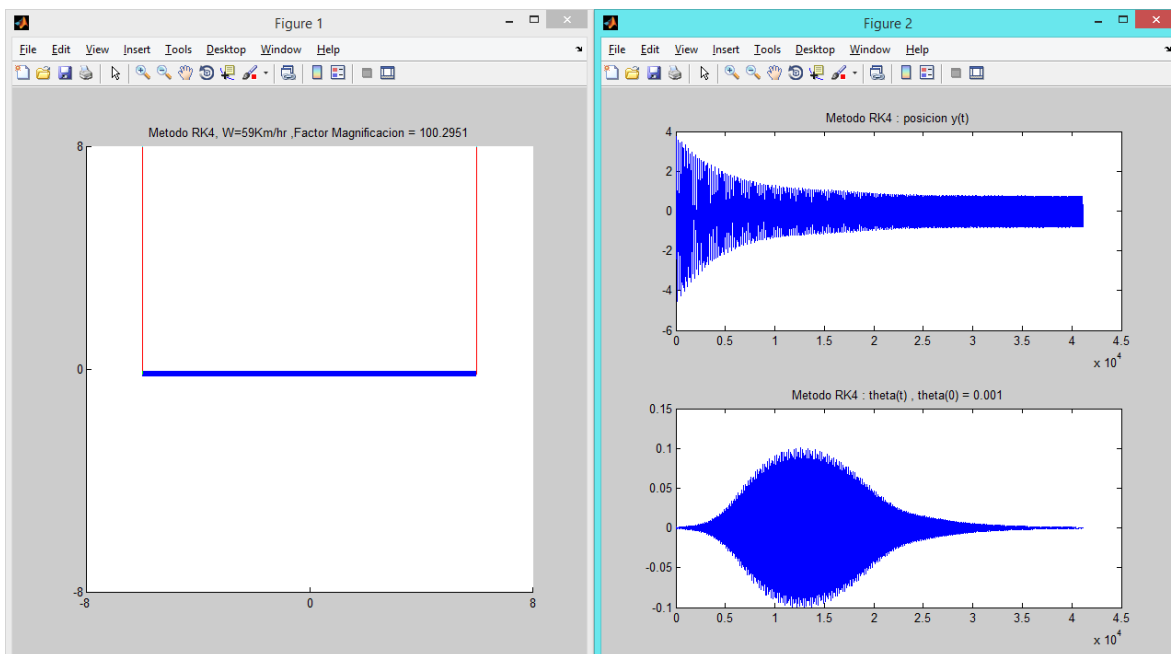 Figure 1
File Edit View Insert Tools Desktop Window Help
Metodo RK4, W=59Km/hr ,Factor Magnificacion = 100.2951
8
0
-8
-8 0 8
Figure 2
File Edit View Insert Tools Desktop Window Help
Metodo RK4 : posicion y(t)
4
2
0
-2
-4
-6
0 0.5 1 1.5 2 2.5 3 3.5 4 4.5
x 10^4
Metodo RK4 : theta(t) , theta(0) = 0.001
0.15
0.1
0.05
0
-0.05
-0.1
0 0.5 1 1.5 2 2.5 3 3.5 4 4.5
x 10^4